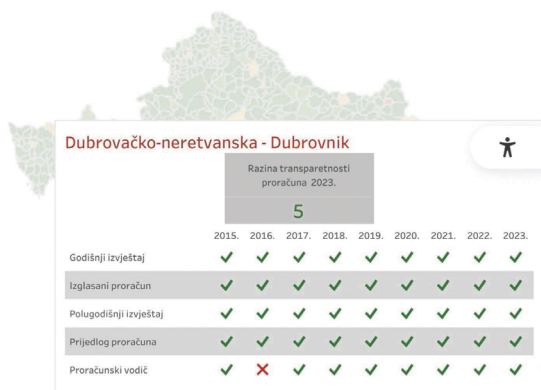 Dubrovačko-neretvanska - Dubrovnik
Razina transparetnosti
proračuna 2023.
5
2015. 2016. 2017. 2018. 2019. 2020. 2021. 2022. 2023.
Godišnji izvještaj
Izglasani proračun
Polugodišnji izvještaj
Prijedlog proračuna
Proračunski vodič